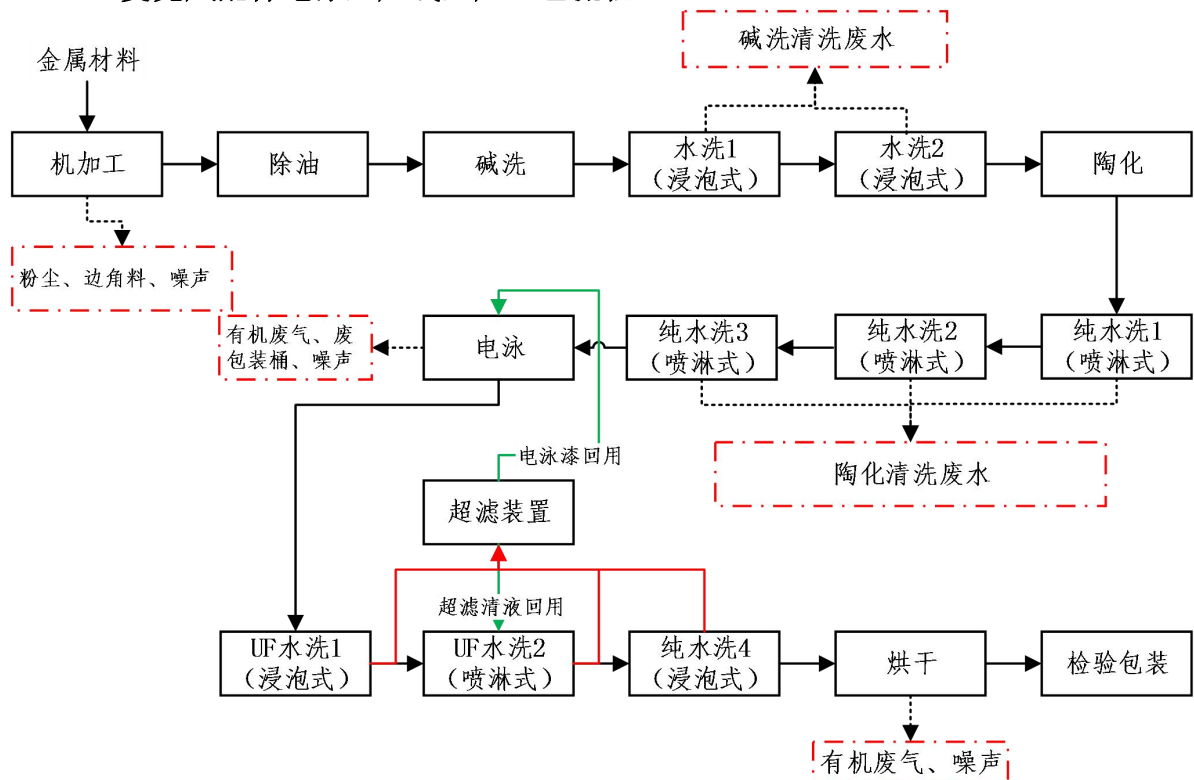 碱洗清洗废水
金属材料
机加工
除油
碱洗
水洗1
(浸泡式)
水洗2
(浸泡式)
陶化
粉尘、边角料、噪声
有机废气、废
包装桶、噪声
电泳
纯水洗3
(喷淋式)
纯水洗2
(喷淋式)
纯水洗1
(喷淋式)
电泳漆回用
陶化清洗废水
超滤装置
超滤清液回用
UF水洗1
(浸泡式)
UF水洗2
(喷淋式)
纯水洗4
(浸泡式)
烘干
检验包装
有机废气、噪声